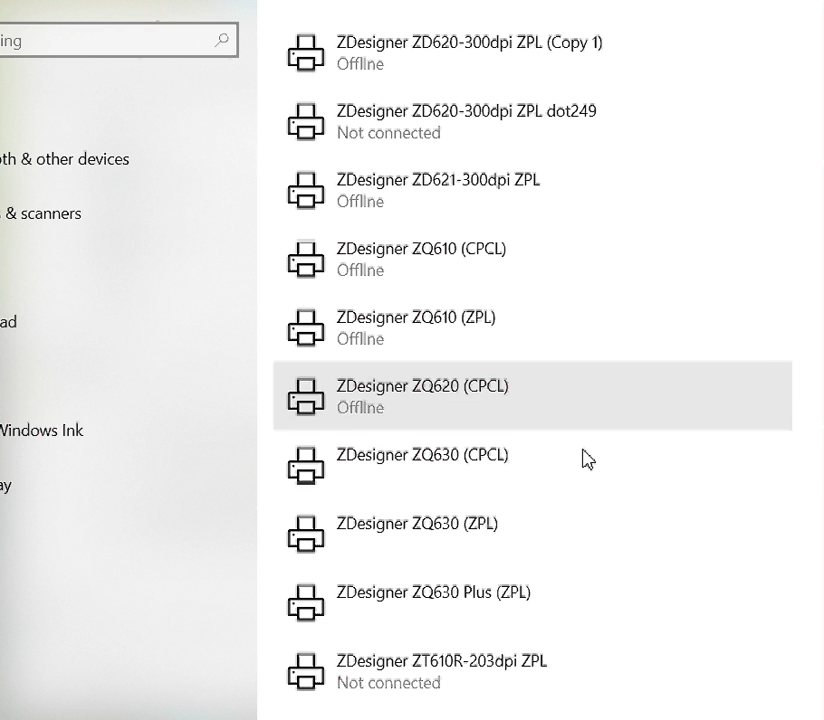 ing
oth & other devices
& scanners
ad
Windows Ink
ay
ZDesigner ZD620-300dpi ZPL (Copy 1)
Offline
ZDesigner ZD620-300dpi ZPL dot249
Not connected
ZDesigner ZD621-300dpi ZPL
Offline
ZDesigner ZQ610 (CPCL)
Offline
ZDesigner ZQ610 (ZPL)
Offline
ZDesigner ZQ620 (CPCL)
Offline
ZDesigner ZQ630 (CPCL)
ZDesigner ZQ630 (ZPL)
ZDesigner ZQ630 Plus (ZPL)
ZDesigner ZT610R-203dpi ZPL
Not connected